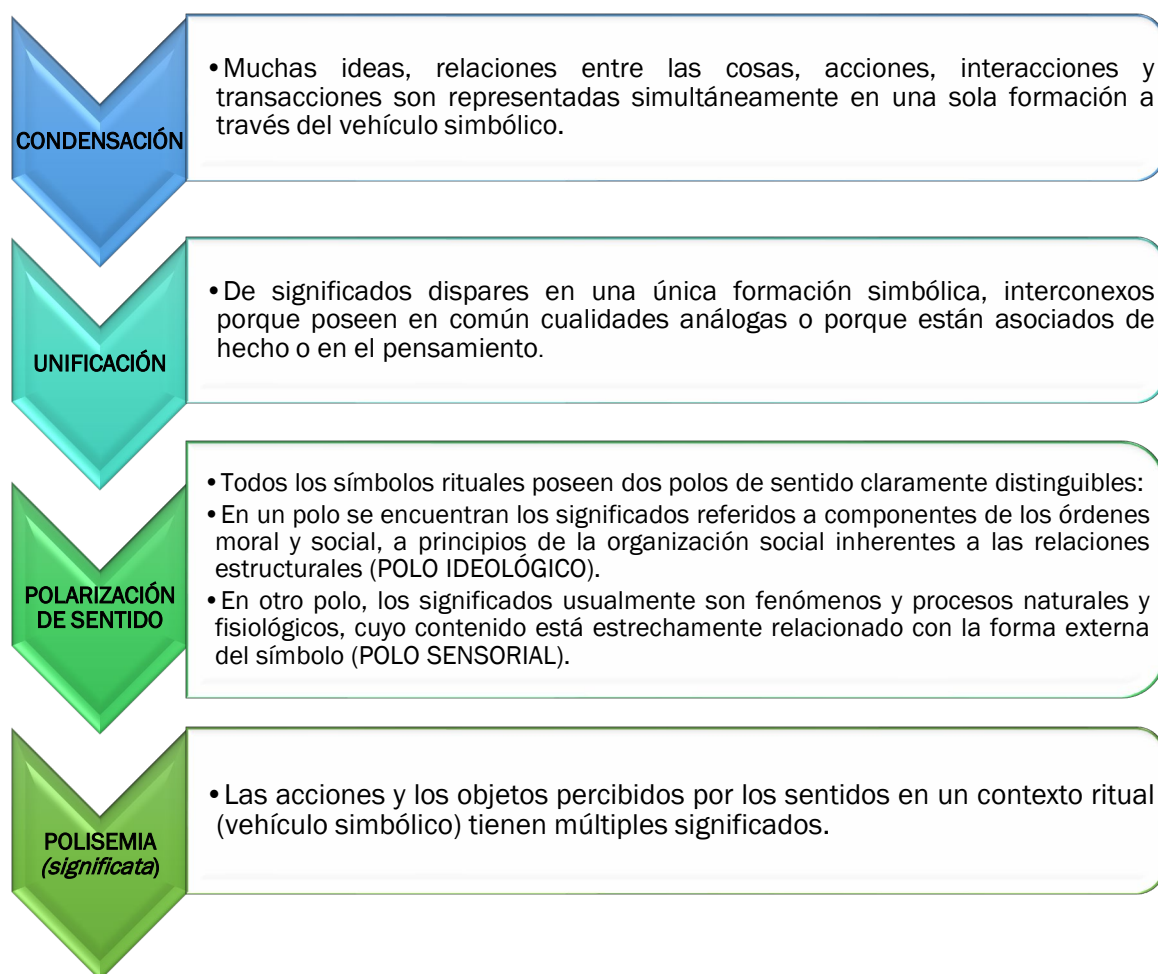 CONDENSACIÓN
•Muchas ideas, relaciones entre las cosas, acciones, interacciones y
transacciones son representadas simultáneamente en una sola formación a
través del vehículo simbólico.
UNIFICACIÓN
•De significados dispares en una única formación simbólica, interconexos
porque poseen en común cualidades análogas o porque están asociados de
hecho o en el pensamiento.
POLARIZACIÓN
DE SENTIDO
•Todos los símbolos rituales poseen dos polos de sentido claramente distinguibles:
•En un polo se encuentran los significados referidos a componentes de los órdenes
moral y social, a principios de la organización social inherentes a las relaciones
estructurales (POLO IDEOLÓGICO).
•En otro polo, los significados usualmente son fenómenos y procesos naturales y
fisiológicos, cuyo contenido está estrechamente relacionado con la forma externa
del símbolo (POLO SENSORIAL).
POLISEMIA
(significata)
•Las acciones y los objetos percibidos por los sentidos en un contexto ritual
(vehículo simbólico) tienen múltiples significados.